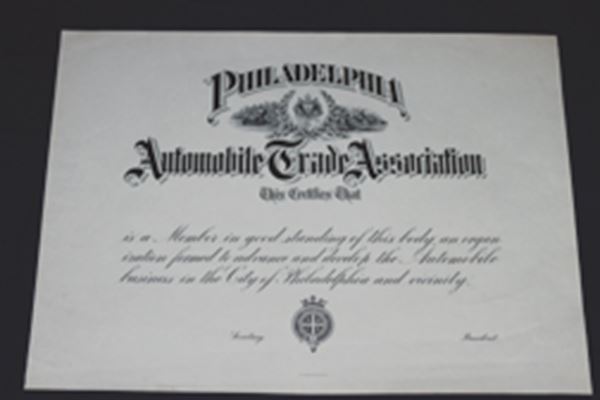 PHILADELPHIA
Automobile Trade Association
This Certifies That
is a Member in good standing of this body, an organ
ization formed to advance and develop the Automobile
business in the City of Philadelphia and vicinity.
Secretary President